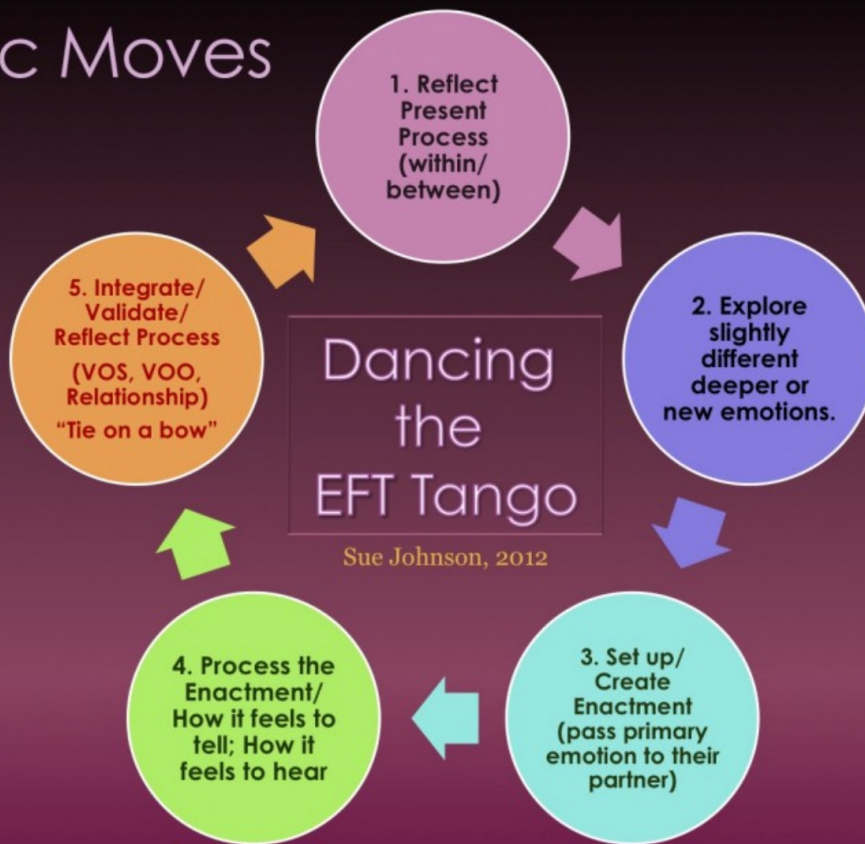 c Moves
1. Reflect
Present
Process
(within/
between)
2. Explore
slightly
different
deeper or
new emotions.
3. Set up/
Create
Enactment
(pass primary
emotion to their
partner)
4. Process the
Enactment/
How it feels to
tell; How it
feels to hear
5. Integrate/
Validate/
Reflect Process
(VOS, VOO,
Relationship)
“Tie on a bow”
Dancing
the
EFT Tango
Sue Johnson, 2012